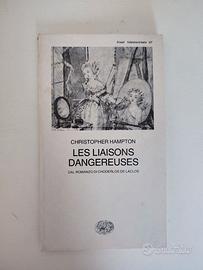 CHRISTOPHER HAMPTON
LES LIAISONS
DANGEREUSES
DAL ROMANZO DI CHODERLOS DE LACLOS